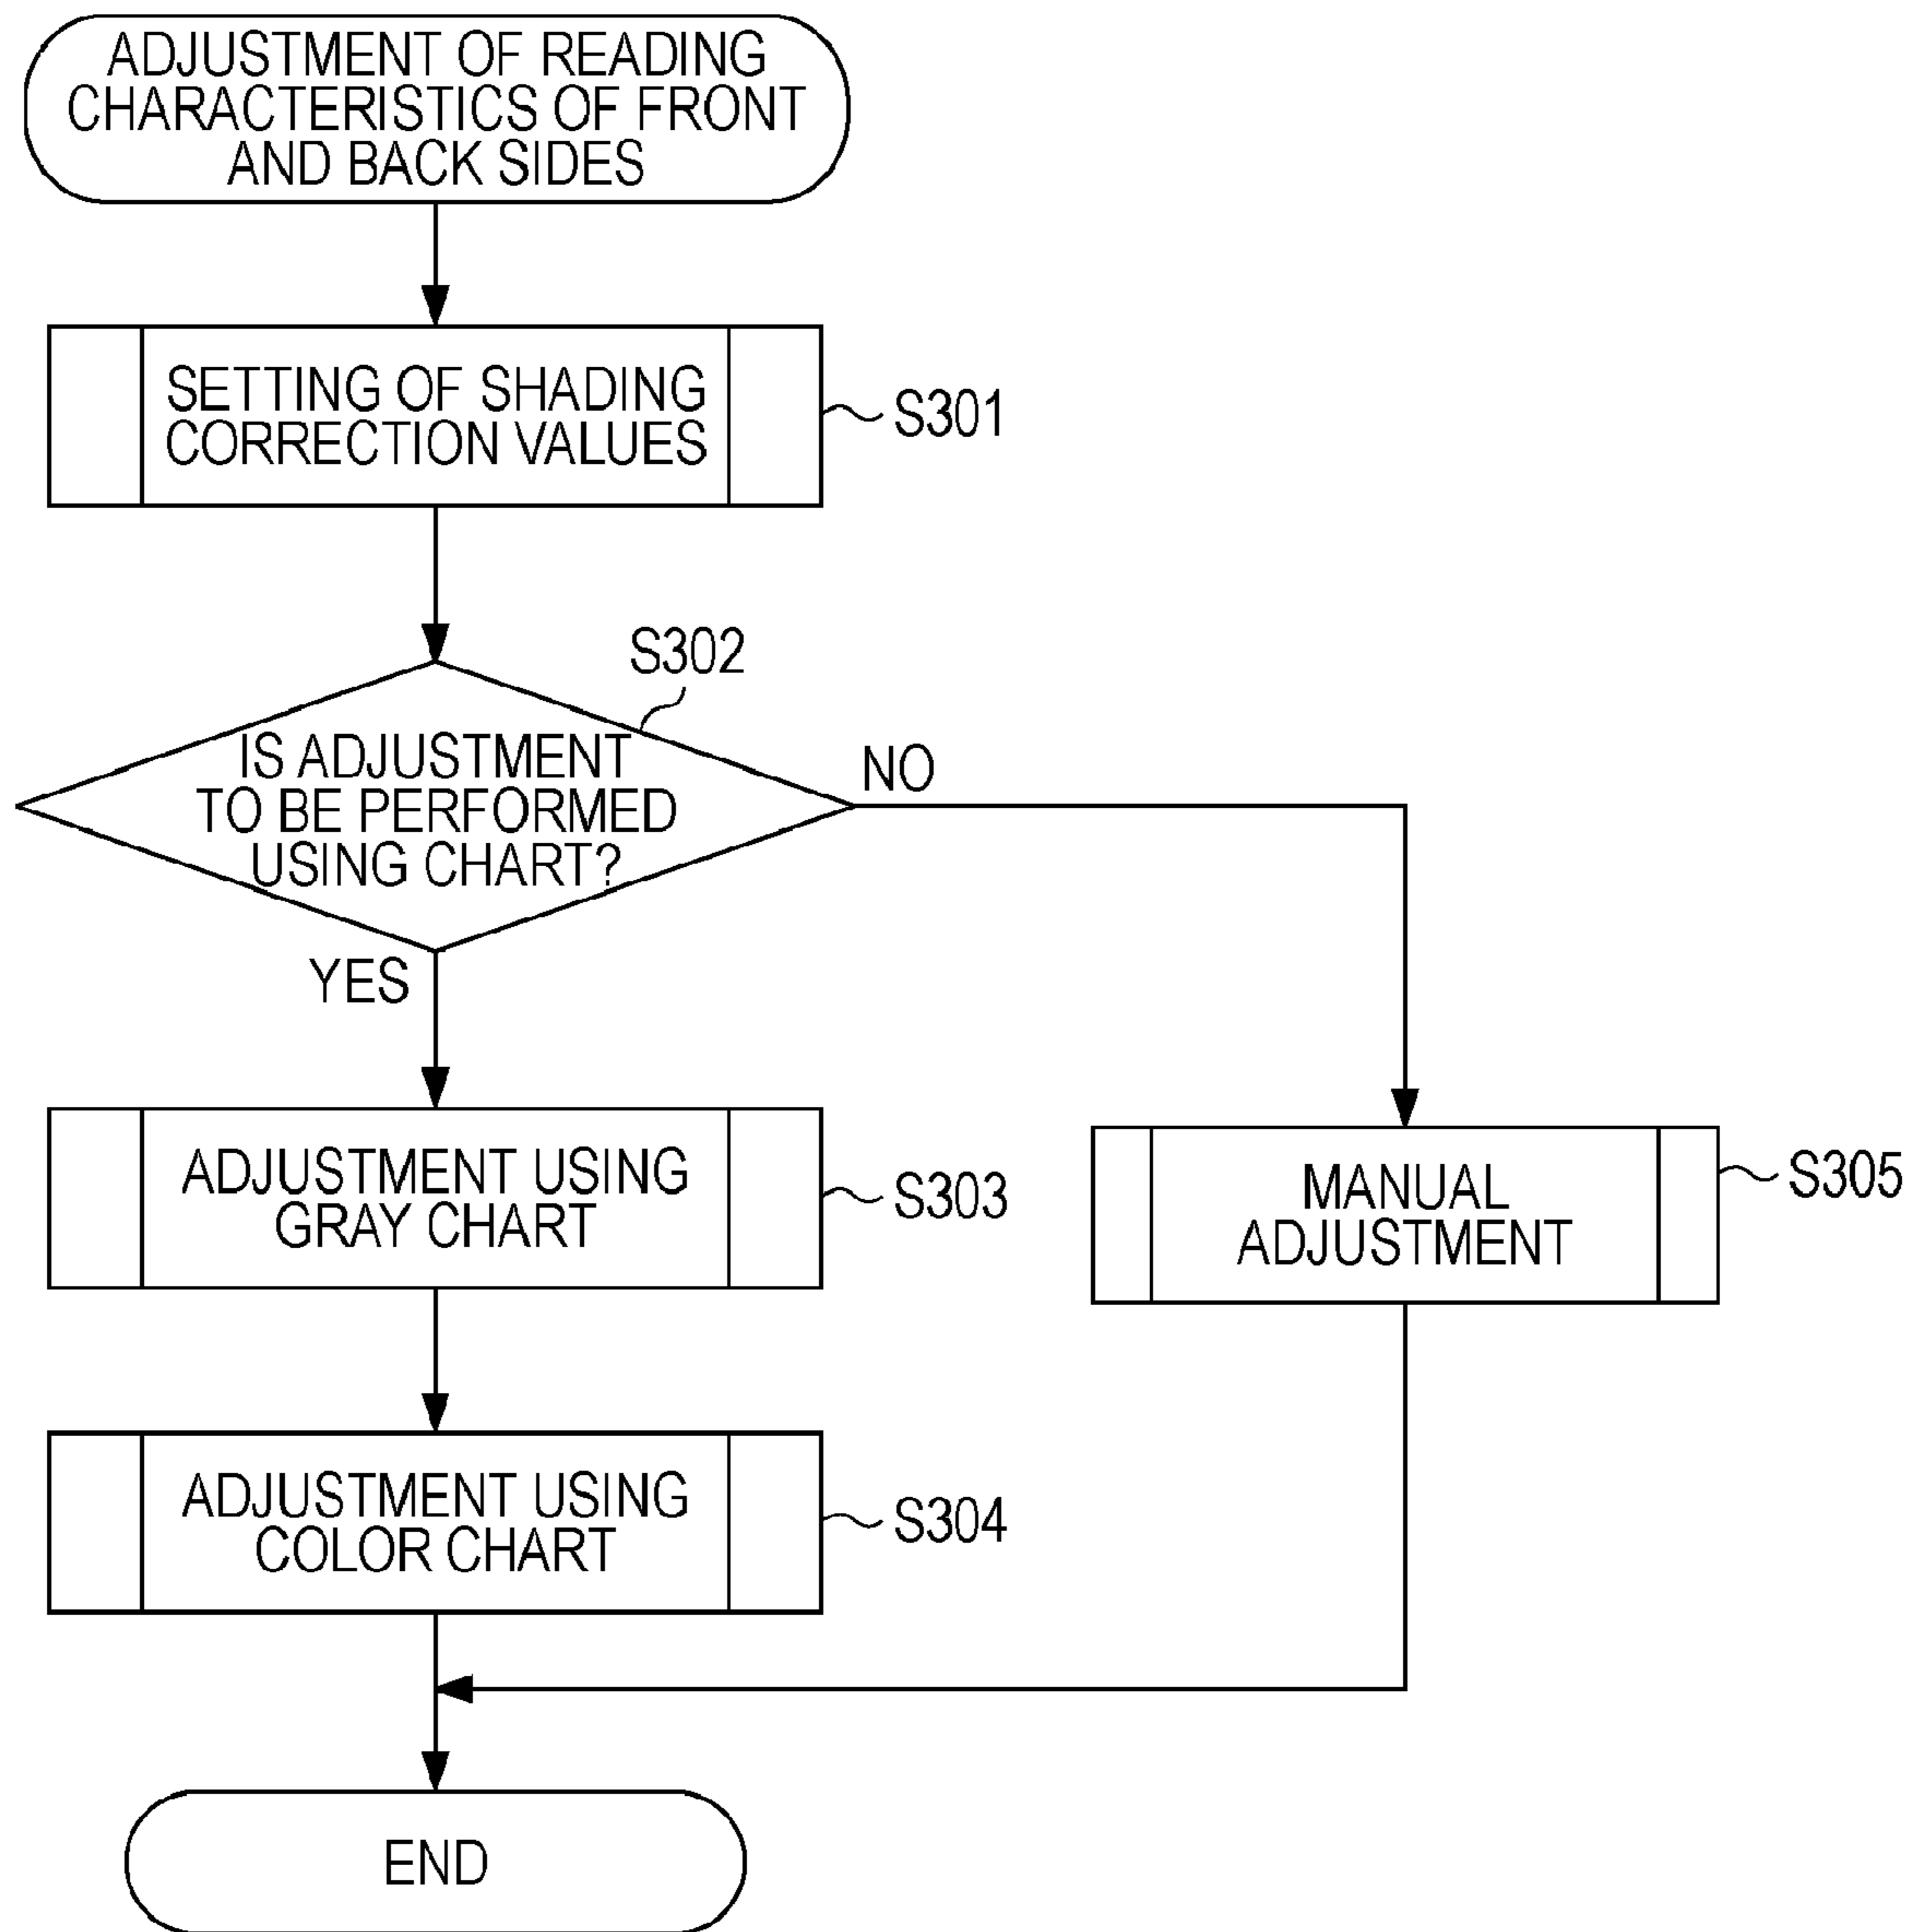 ADJUSTMENT OF READING
CHARACTERISTICS OF FRONT
AND BACK SIDES
SETTING OF SHADING
CORRECTION VALUES
S301
S302
IS ADJUSTMENT
TO BE PERFORMED
USING CHART?
NO
YES
ADJUSTMENT USING
GRAY CHART
S303
MANUAL
ADJUSTMENT
S305
ADJUSTMENT USING
COLOR CHART
S304
END